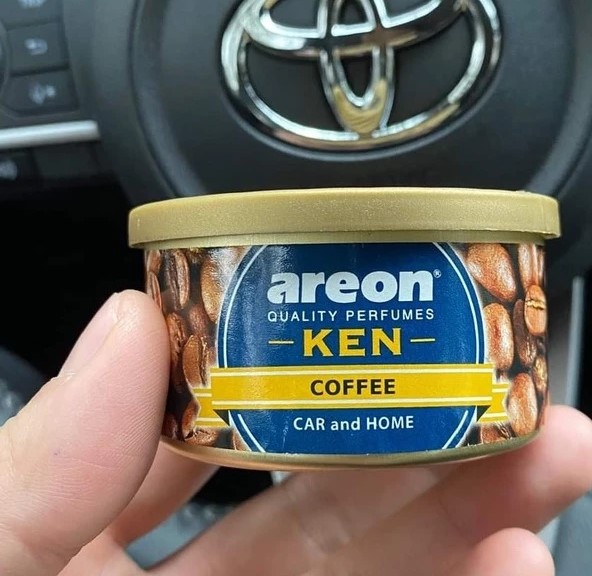 areon®
QUALITY PERFUMES
KEN
COFFEE
CAR and HOME